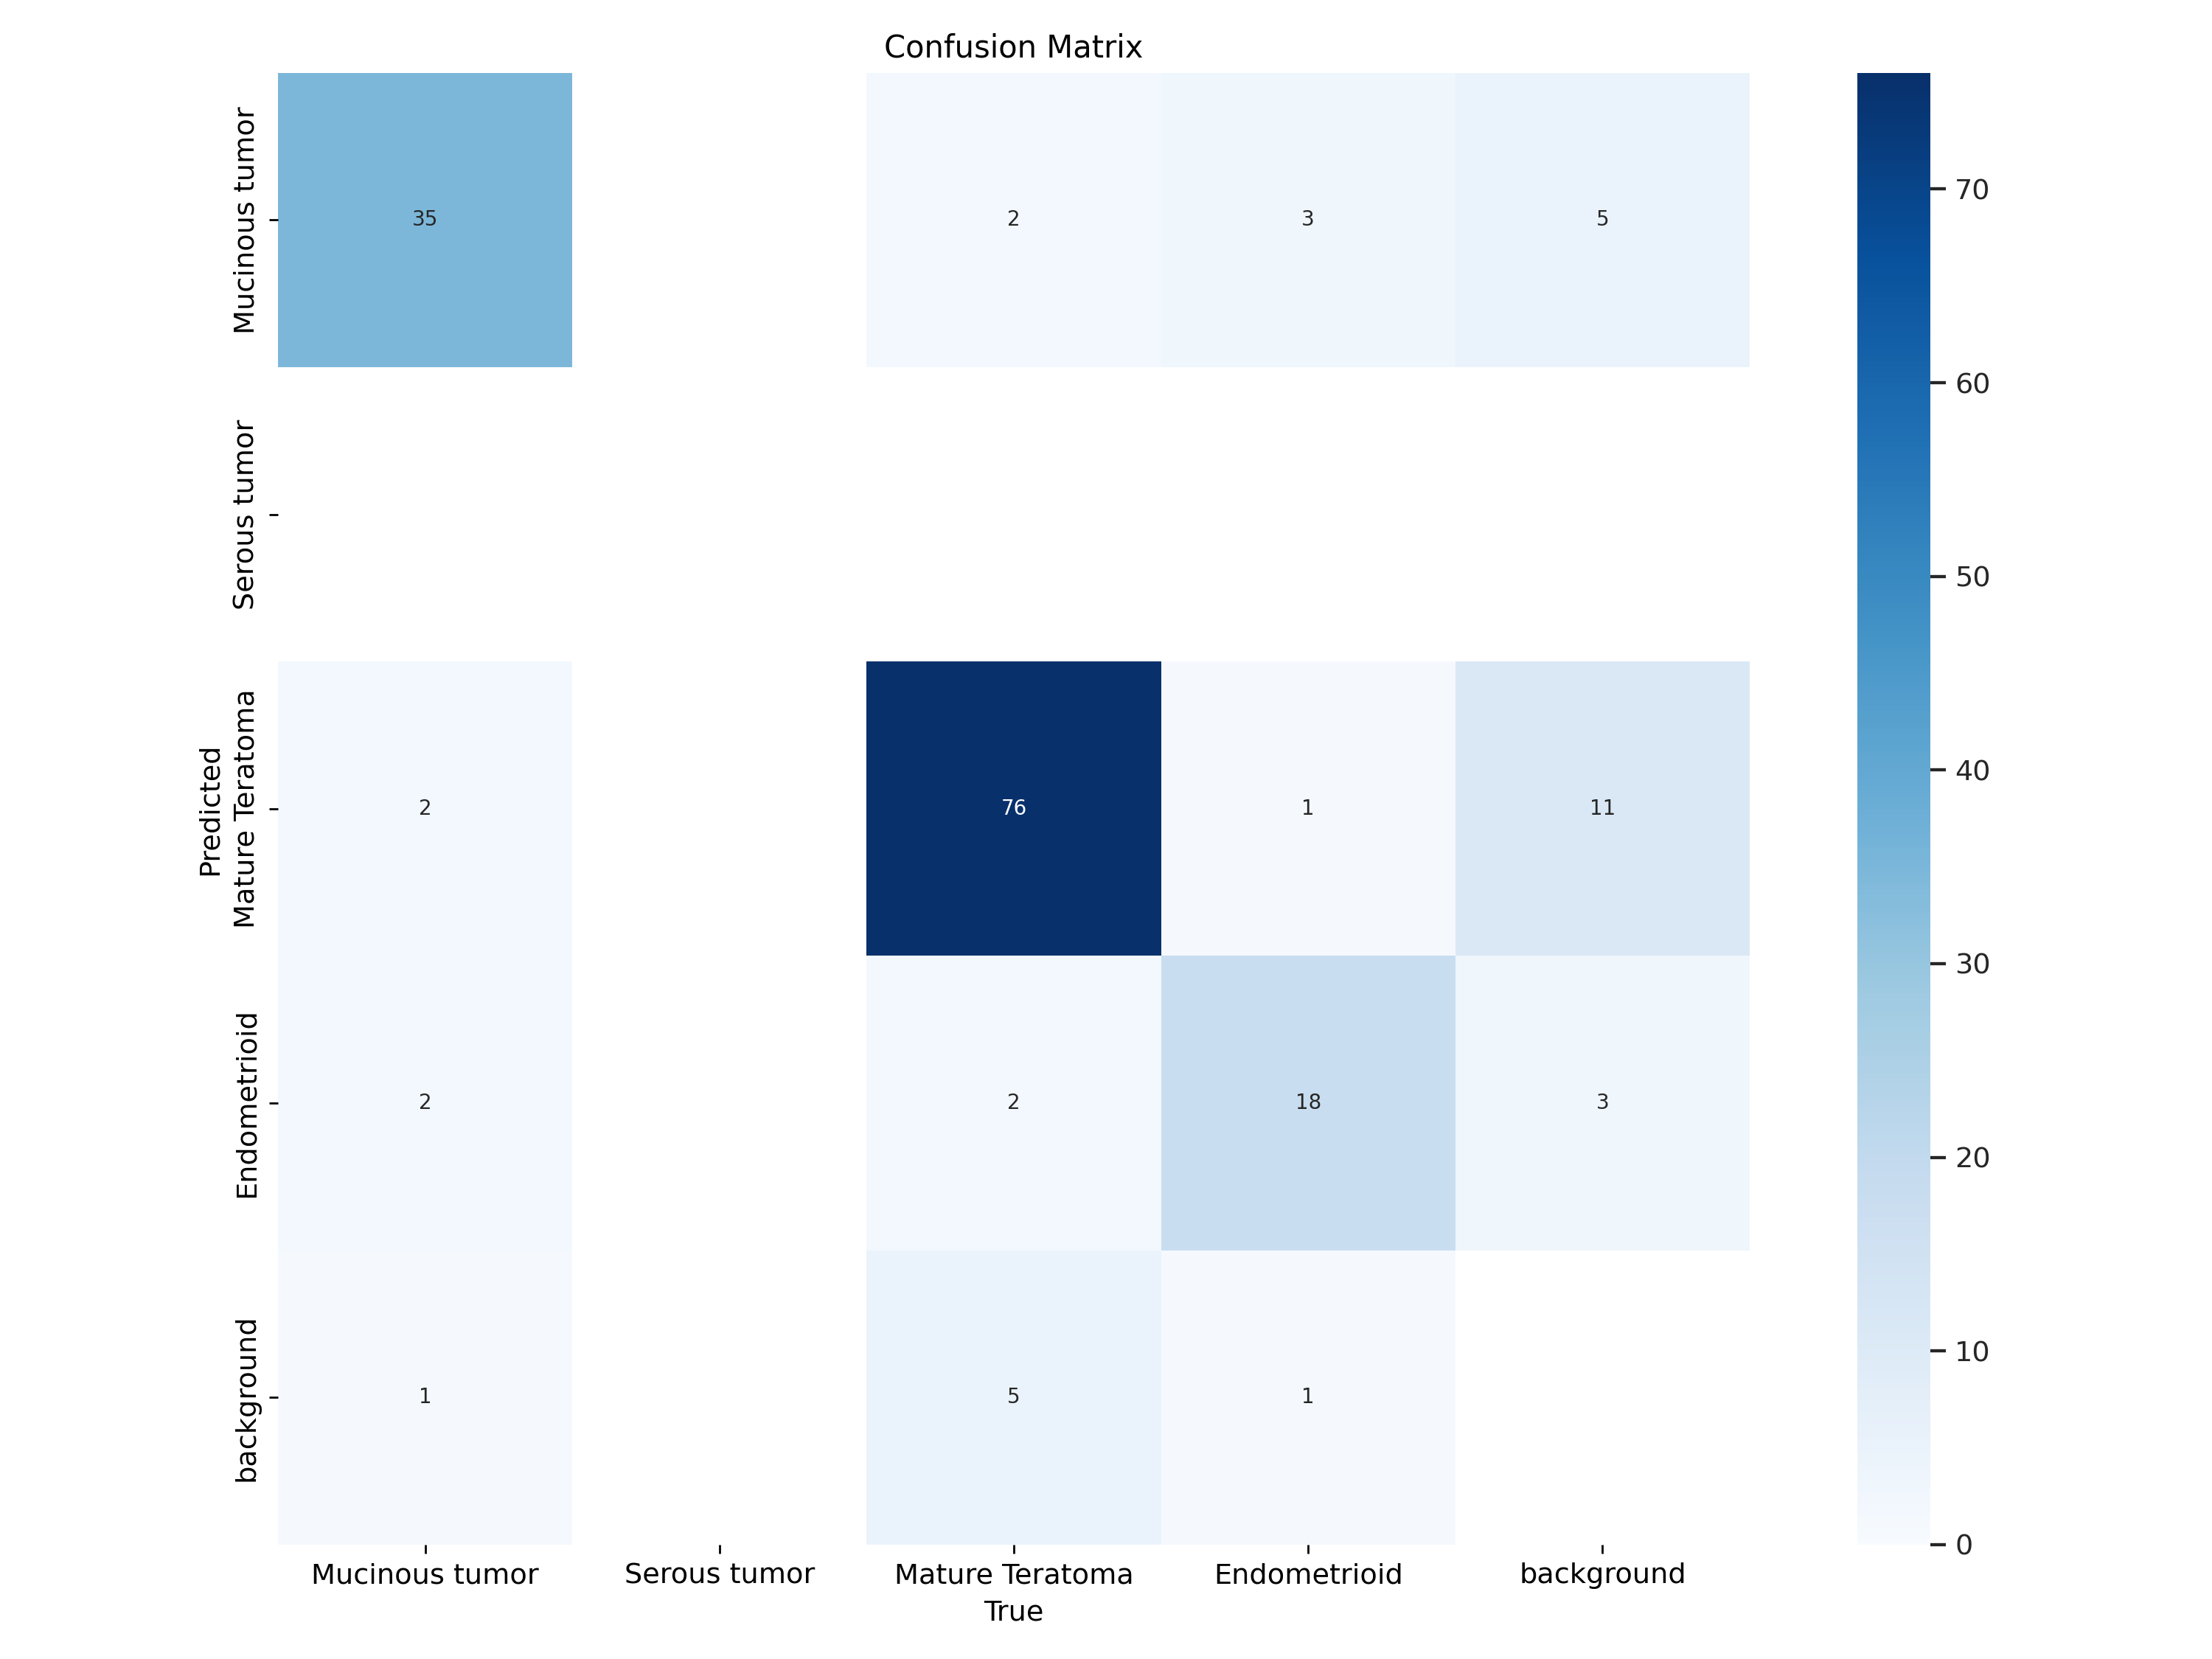 Confusion Matrix
Mucinous tumor
35
2
3
5
Serous tumor
Predicted
Mature Teratoma
2
76
1
11
Endometrioid
2
2
18
3
background
1
5
1
Mucinous tumor
Serous tumor
Mature Teratoma
Endometrioid
background
True
70
60
50
40
30
20
10
0